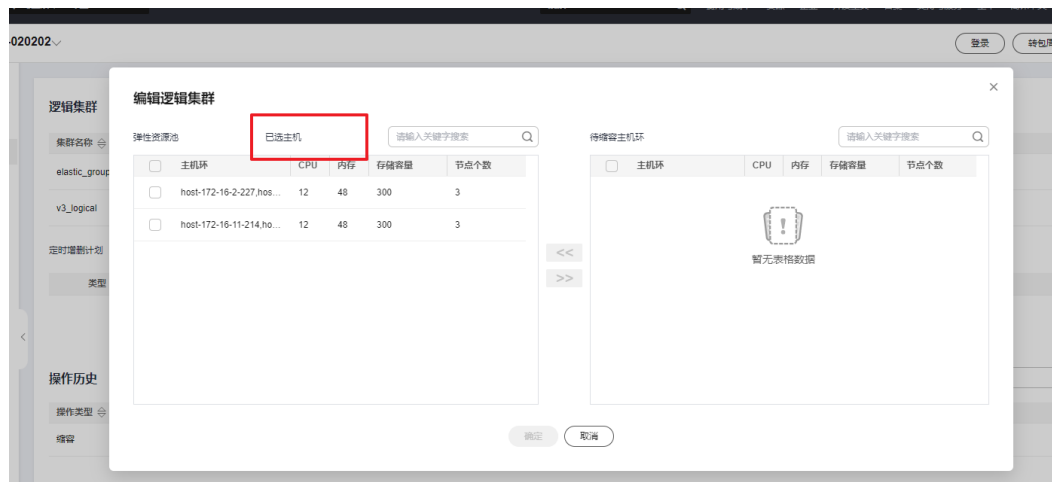 -020202
登录
编辑逻辑集群
弹性资源池 已选主机 请输入关键字搜索 待缩容主机环 请输入关键字搜索
主机环 CPU 内存 存储容量 节点个数
host-172-16-2-227,hos... 12 48 300 3
host-172-16-11-214,ho... 12 48 300 3
<<
>>
主机环 CPU 内存 存储容量 节点个数
暂无表格数据
确定 取消
逻辑集群
集群名称
elastic_group
v3_logical
定时增删计划
类型
操作历史
操作类型
缩容